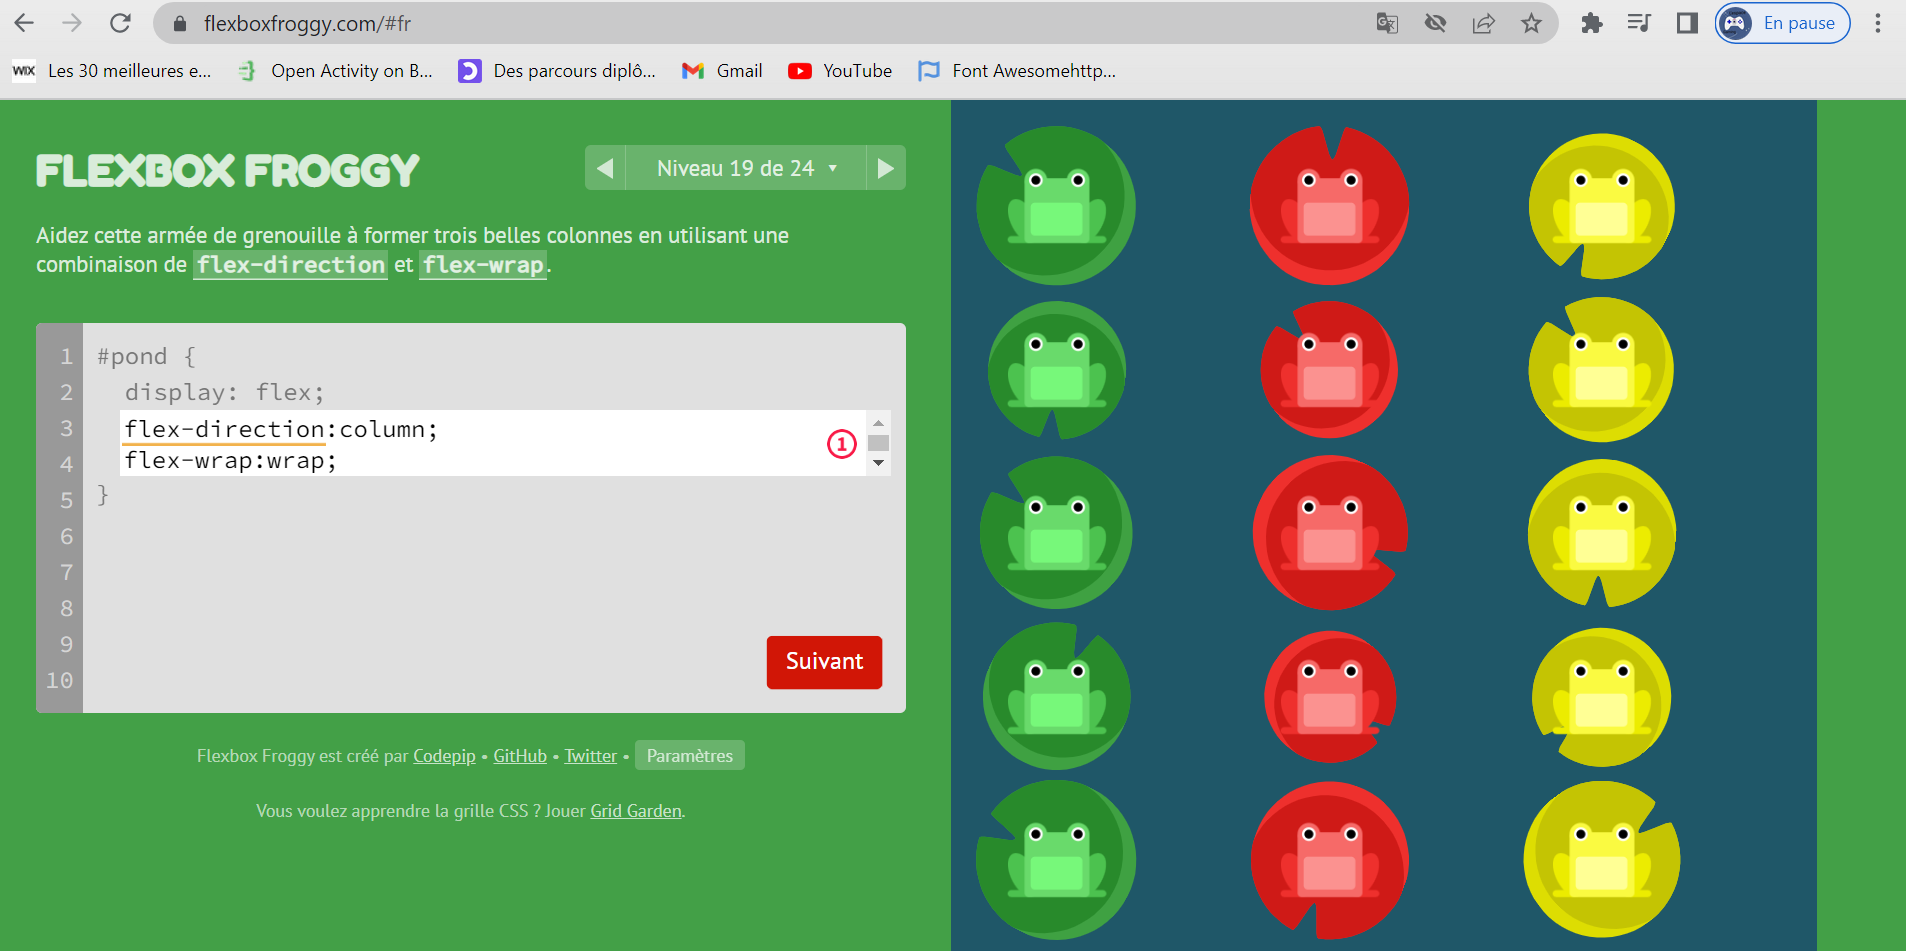 flexboxfroggy.com/#fr
En pause
WiX Les 30 meilleures e... Open Activity on B... Des parcours diplô... Gmail YouTube Font Awesomehttp...
FLEXBOX FROGGY
Niveau 19 de 24
Aidez cette armée de grenouille à former trois belles colonnes en utilisant une
combinaison de flex-direction et flex-wrap.
1 #pond {
2 display: flex;
3 flex-direction:column;
1
4 flex-wrap:wrap;
5 }
6
7
8
9
10
Suivant
Flexbox Froggy est créé par Codepip • GitHub • Twitter • Paramètres
Vous voulez apprendre la grille CSS ? Jouer Grid Garden.